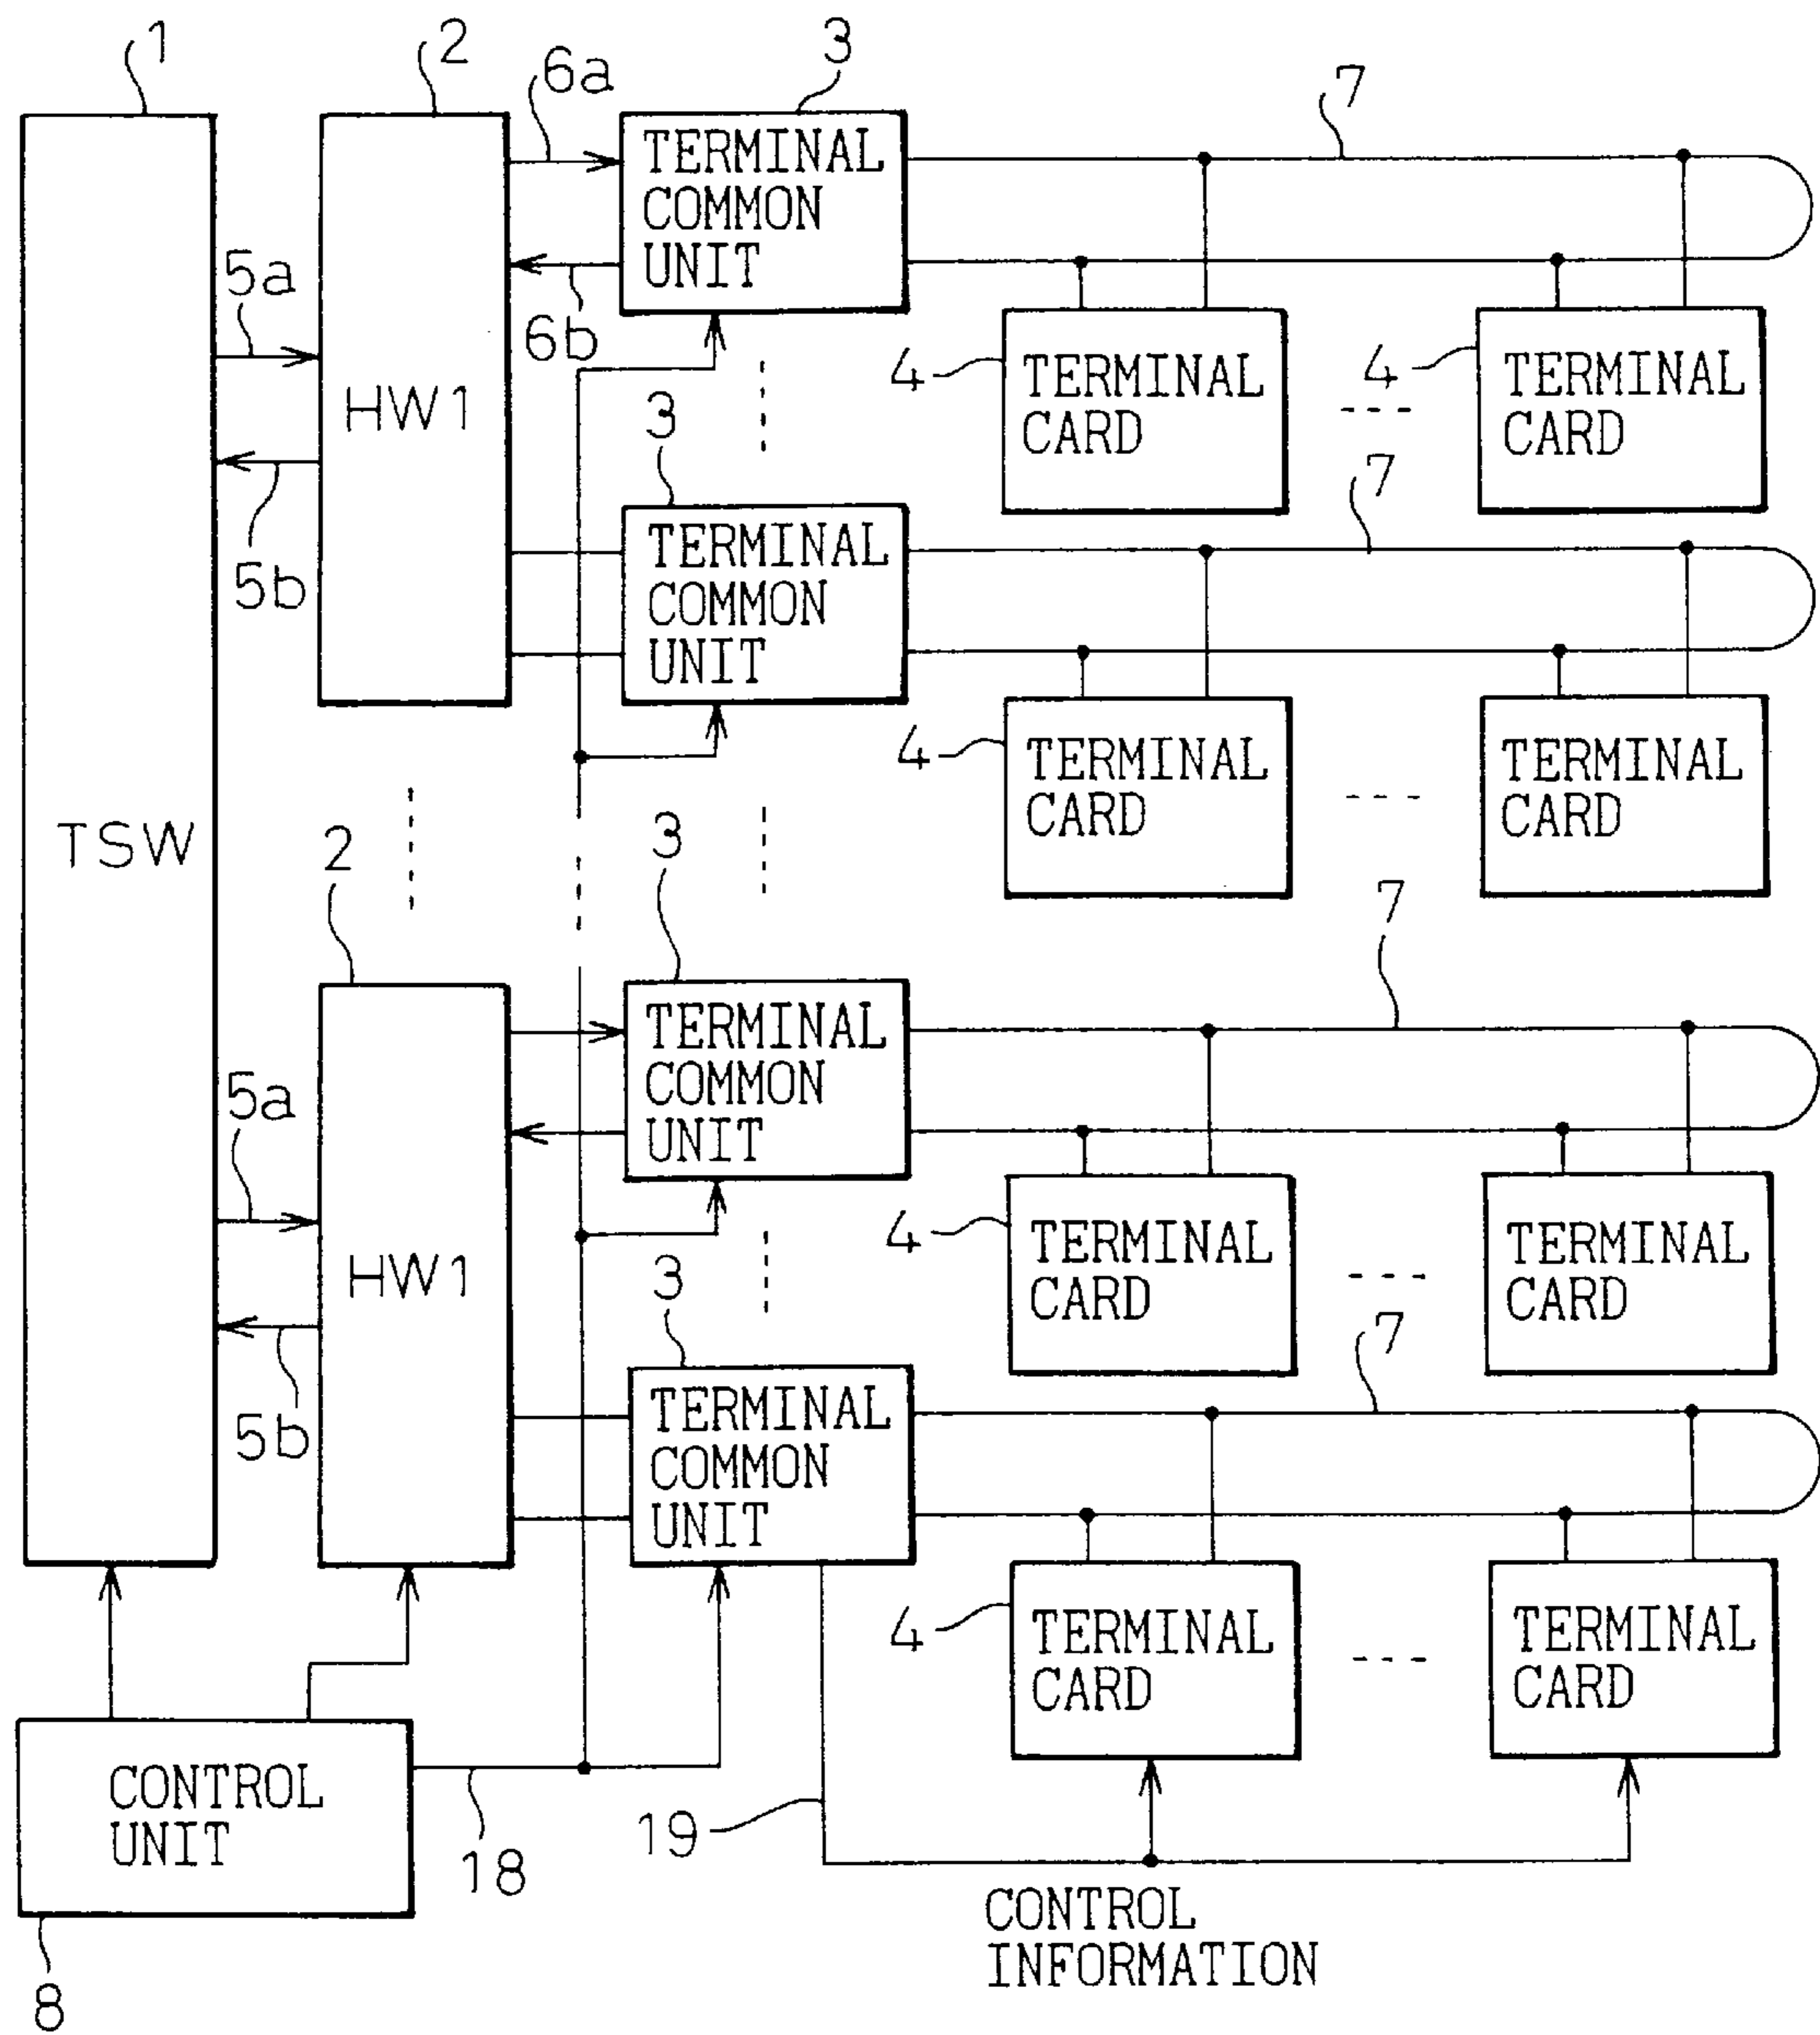 1
2
6a
3
7
TERMINAL
COMMON
UNIT
5a
6b
4
TERMINAL
CARD
4
TERMINAL
CARD
HW1
3
7
5b
TERMINAL
COMMON
UNIT
4
TERMINAL
CARD
TERMINAL
CARD
TSW
2
3
7
TERMINAL
COMMON
UNIT
5a
4
TERMINAL
CARD
TERMINAL
CARD
HW1
3
7
5b
TERMINAL
COMMON
UNIT
4
TERMINAL
CARD
TERMINAL
CARD
CONTROL
UNIT
18
19
8
CONTROL
INFORMATION